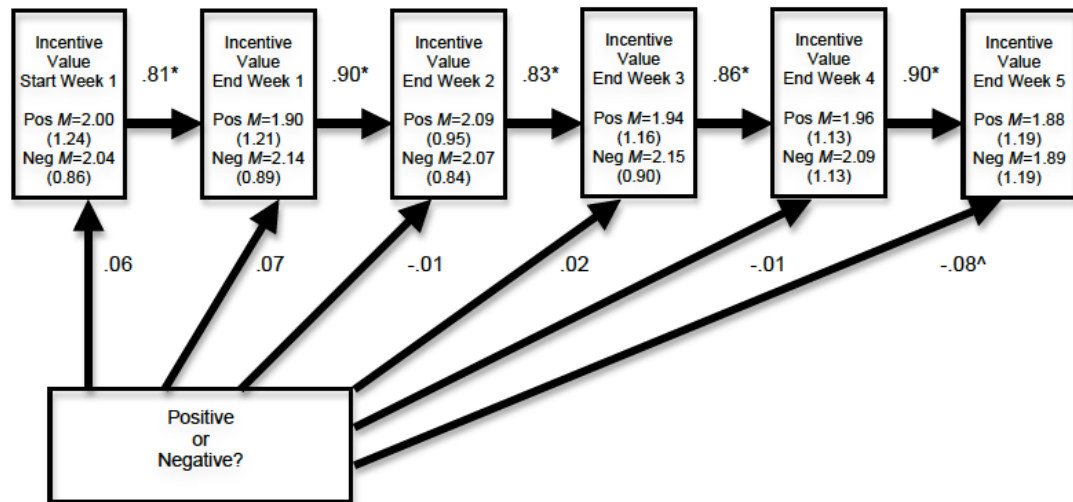 Incentive
Value
Start Week 1
Pos M=2.00
(1.24)
Neg M=2.04
(0.86)
.81*
Incentive
Value
End Week 1
Pos M=1.90
(1.21)
Neg M=2.14
(0.89)
.90*
Incentive
Value
End Week 2
Pos M=2.09
(0.95)
Neg M=2.07
(0.84)
.83*
Incentive
Value
End Week 3
Pos M=1.94
(1.16)
Neg M=2.15
(0.90)
.86*
Incentive
Value
End Week 4
Pos M=1.96
(1.13)
Neg M=2.09
(1.13)
.90*
Incentive
Value
End Week 5
Pos M=1.88
(1.19)
Neg M=1.89
(1.19)
.06
.07
-.01
.02
-.01
-.08^
Positive
or
Negative?